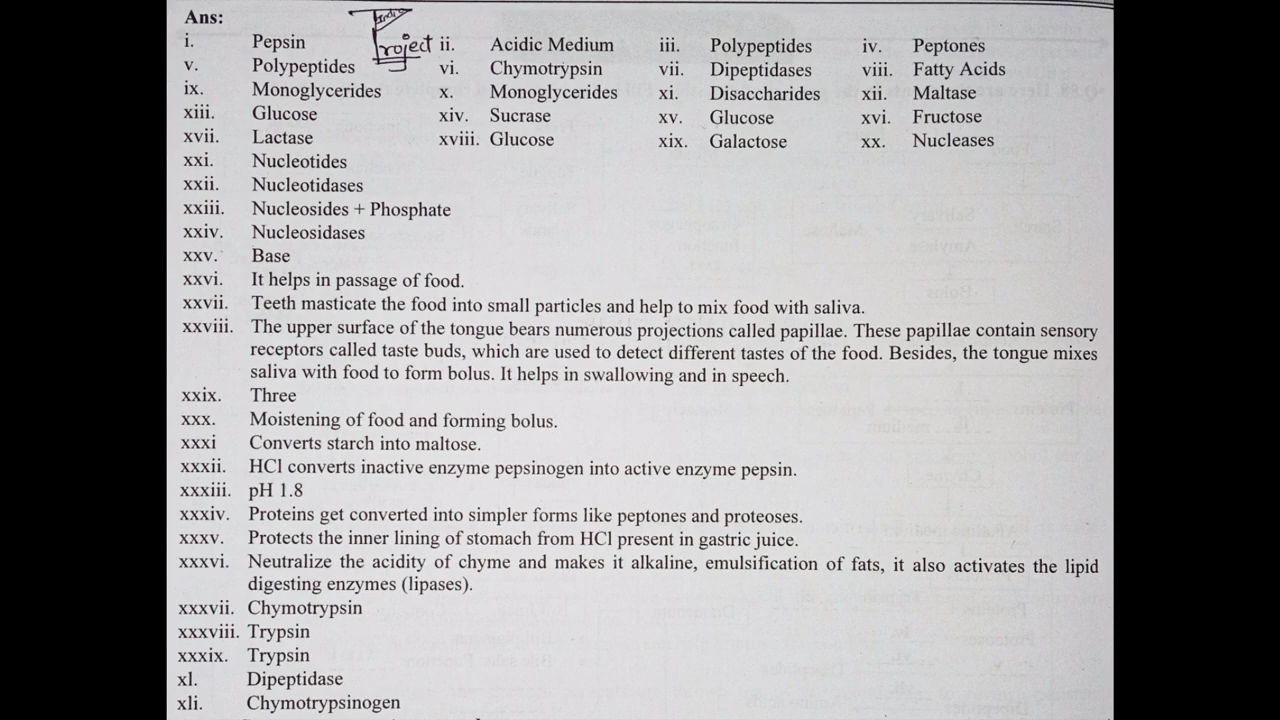 Ans:
i. Pepsin ii. Acidic Medium iii. Polypeptides iv. Peptones
v. Polypeptides vi. Chymotrypsin vii. Dipeptidases viii. Fatty Acids
ix. Monoglycerides x. Monoglycerides xi. Disaccharides xii. Maltase
xiii. Glucose xiv. Sucrase xv. Glucose xvi. Fructose
xvii. Lactase xviii. Glucose xix. Galactose xx. Nucleases
xxi. Nucleotides
xxii. Nucleotidases
xxiii. Nucleosides + Phosphate
xxiv. Nucleosidases
xxv. Base
xxvi. It helps in passage of food.
xxvii. Teeth masticate the food into small particles and help to mix food with saliva.
xxviii. The upper surface of the tongue bears numerous projections called papillae. These papillae contain sensory
receptors called taste buds, which are used to detect different tastes of the food. Besides, the tongue mixes
saliva with food to form bolus. It helps in swallowing and in speech.
xxix. Three
xxx. Moistening of food and forming bolus.
xxxi Converts starch into maltose.
xxxii. HCl converts inactive enzyme pepsinogen into active enzyme pepsin.
xxxiii. pH 1.8
xxxiv. Proteins get converted into simpler forms like peptones and proteoses.
xxxv. Protects the inner lining of stomach from HCl present in gastric juice.
xxxvi. Neutralize the acidity of chyme and makes it alkaline, emulsification of fats, it also activates the lipid
digesting enzymes (lipases).
xxxvii. Chymotrypsin
xxxviii. Trypsin
xxxix. Trypsin
xl. Dipeptidase
xli. Chymotrypsinogen